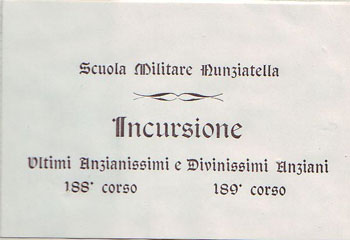 Scuola Militare Nunziatella
Incursione
Ultimi Anzianissimi e Divinissimi Anziani
188° corso 189° corso